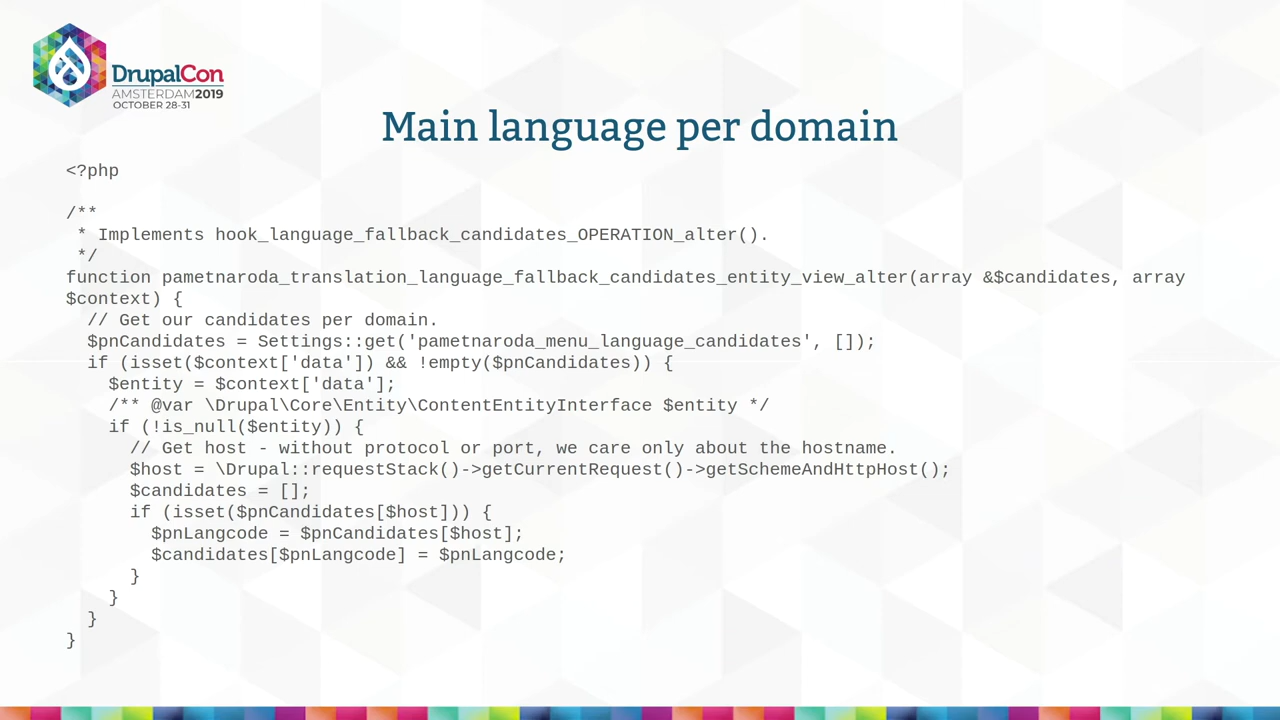 DrupalCon
AMSTERDAM2019
OCTOBER 28-31
Main language per domain
<?php

/**
 * Implements hook_language_fallback_candidates_OPERATION_alter().
 */
function pametnaroda_translation_language_fallback_candidates_entity_view_alter(array &$candidates, array
$context) {
  // Get our candidates per domain.
  $pnCandidates = Settings::get('pametnaroda_menu_language_candidates', []);
  if (isset($context['data']) && !empty($pnCandidates)) {
    $entity = $context['data'];
    /** @var \Drupal\Core\Entity\ContentEntityInterface $entity */
    if (!is_null($entity)) {
      // Get host - without protocol or port, we care only about the hostname.
      $host = \Drupal::requestStack()->getCurrentRequest()->getSchemeAndHttpHost();
      $candidates = [];
      if (isset($pnCandidates[$host])) {
        $pnLangcode = $pnCandidates[$host];
        $candidates[$pnLangcode] = $pnLangcode;
      }
    }
  }
}